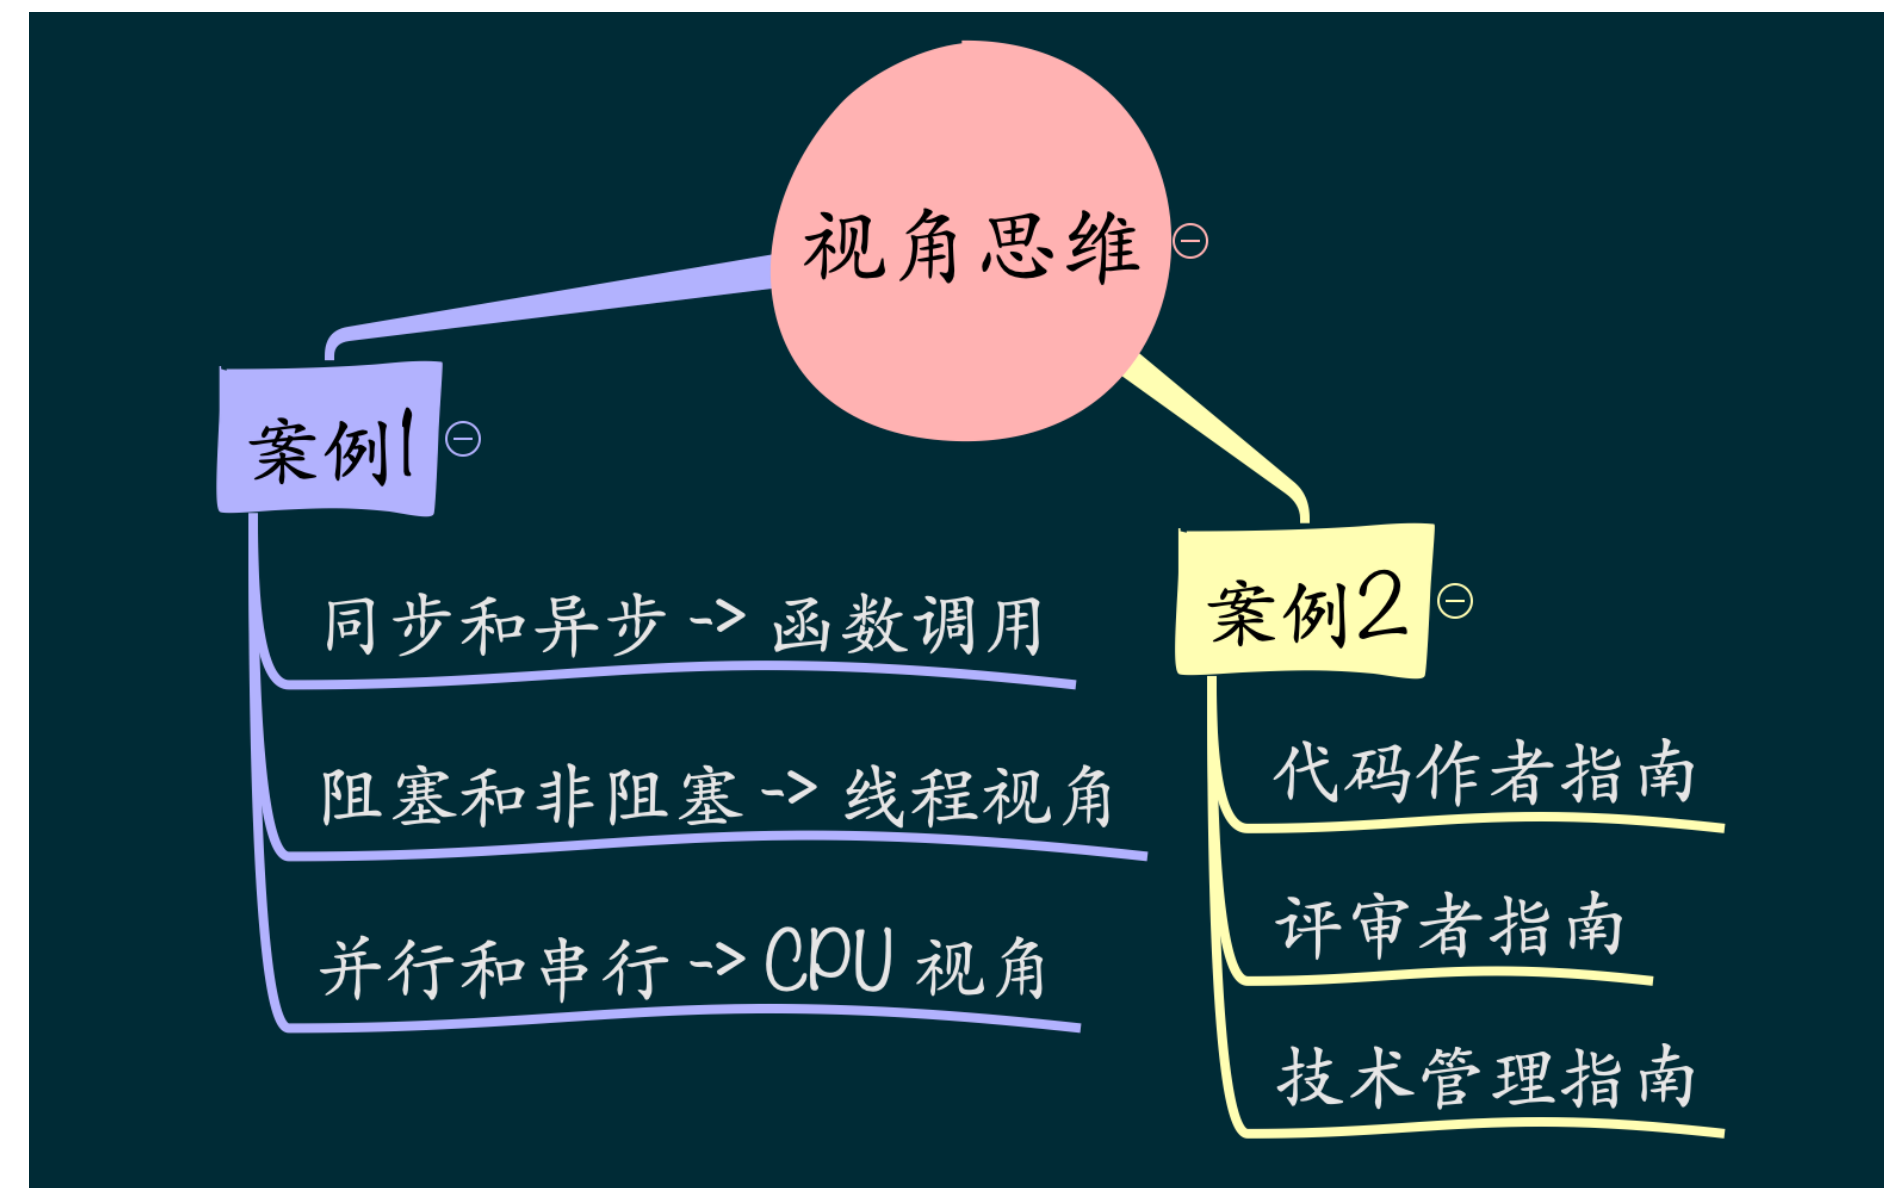 视角思维
案例1
同步和异步 -> 函数调用
阻塞和非阻塞 -> 线程视角
并行和串行 -> CPU 视角
案例2
代码作者指南
评审者指南
技术管理指南